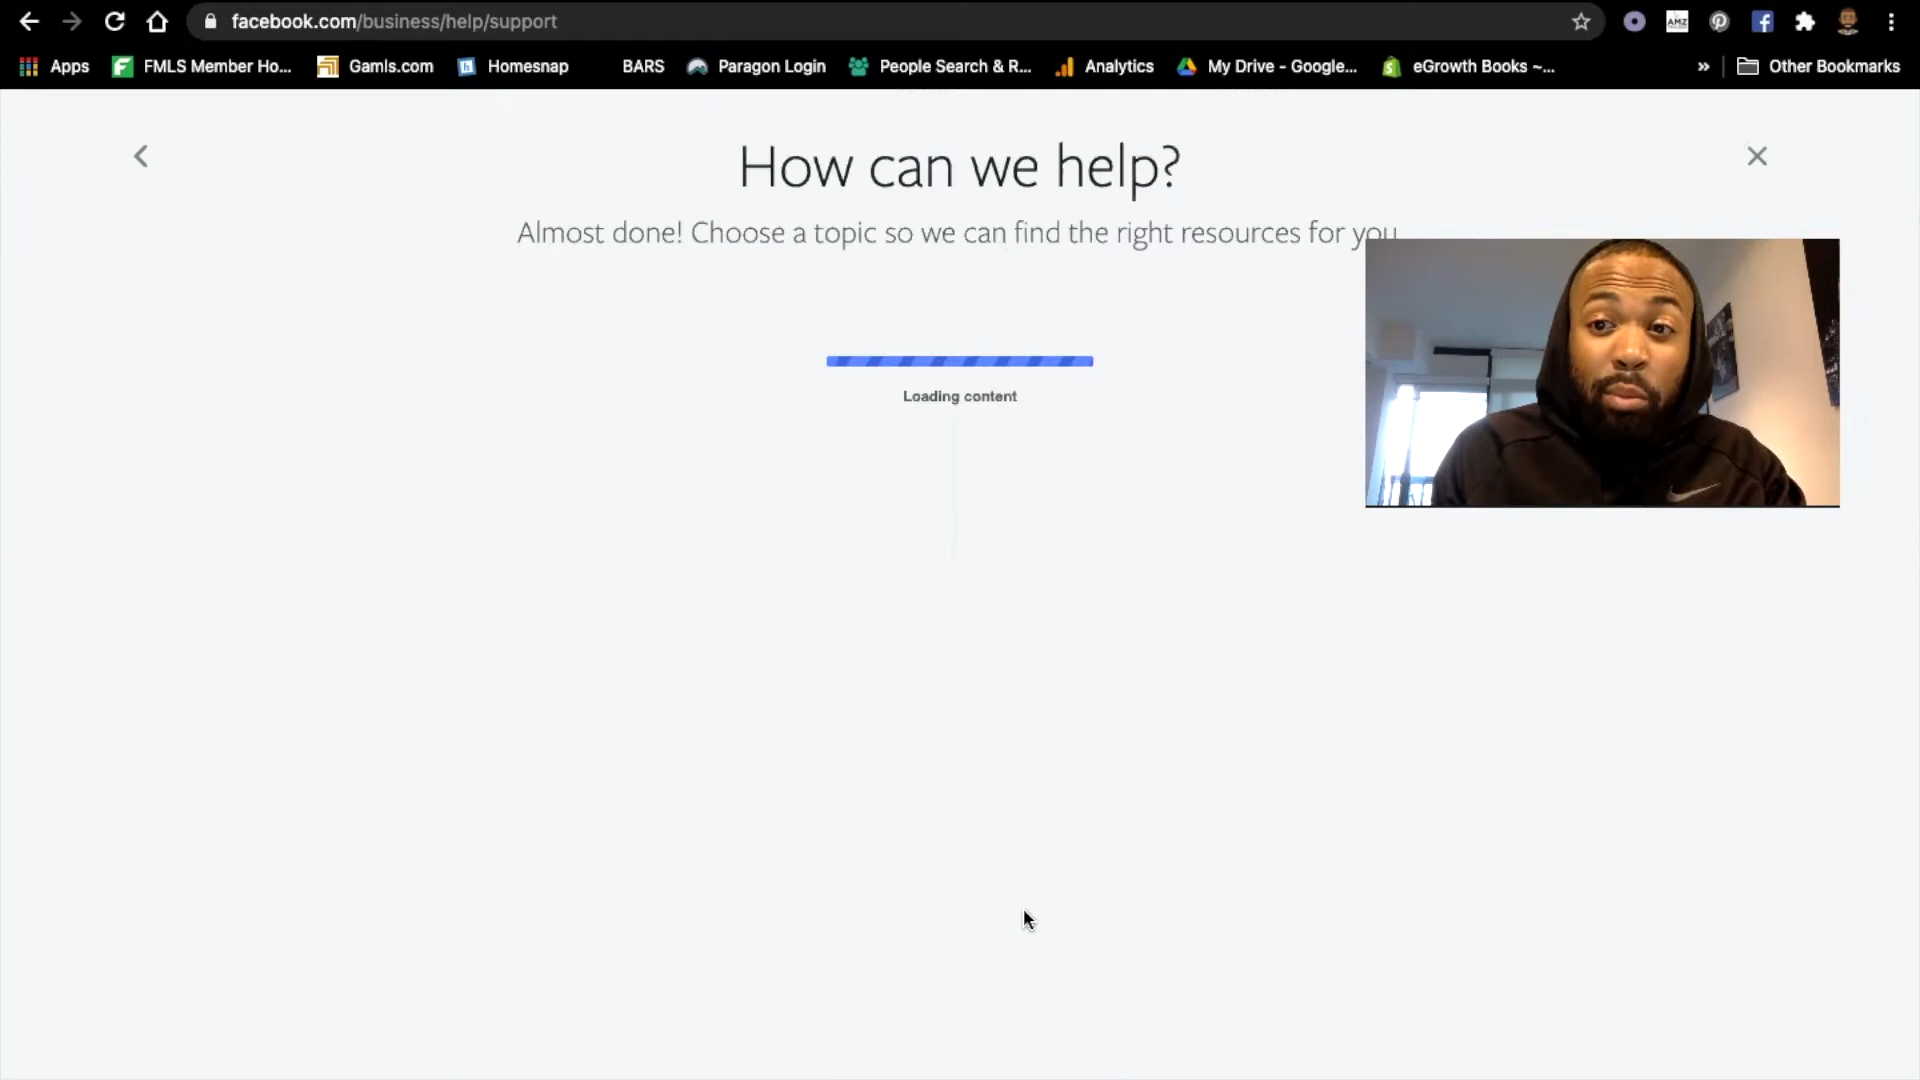 facebook.com/business/help/support
Apps FMLS Member Ho... Gamls.com Homesnap BARS Paragon Login People Search & R... Analytics My Drive - Google... eGrowth Books ~... » Other Bookmarks
How can we help?
Almost done! Choose a topic so we can find the right resources for you
Loading content
AMZ